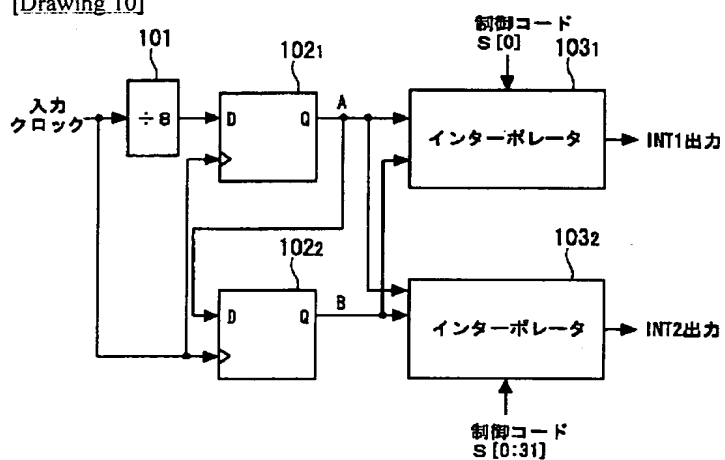 [Drawing 10]
制御コード
S[0]
101
102₁
103₁
入力
クロック
÷8
D
Q
A
インターポレータ
INT1出力
102₂
103₂
D
Q
B
インターポレータ
INT2出力
制御コード
S[0:31]